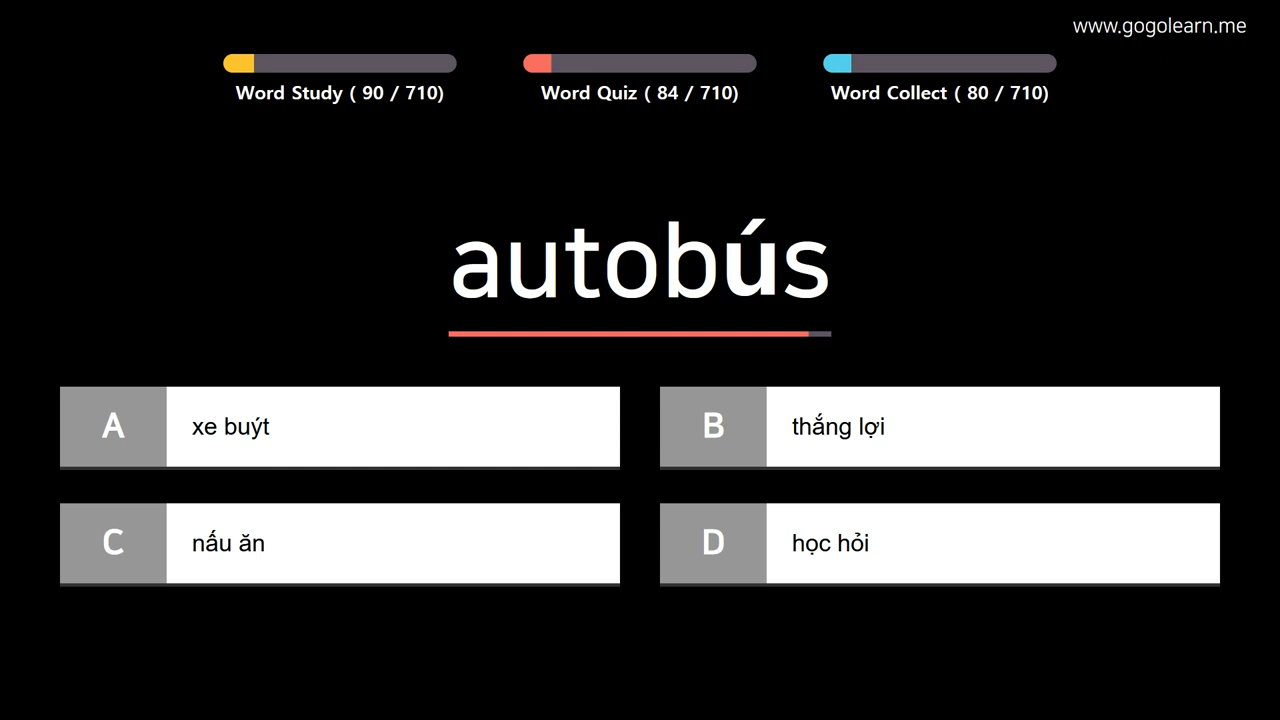 www.gogolearn.me
Word Study ( 90 / 710)
Word Quiz ( 84 / 710)
Word Collect ( 80 / 710)
autobús
A
xe buýt
B
thắng lợi
C
nấu ăn
D
học hỏi